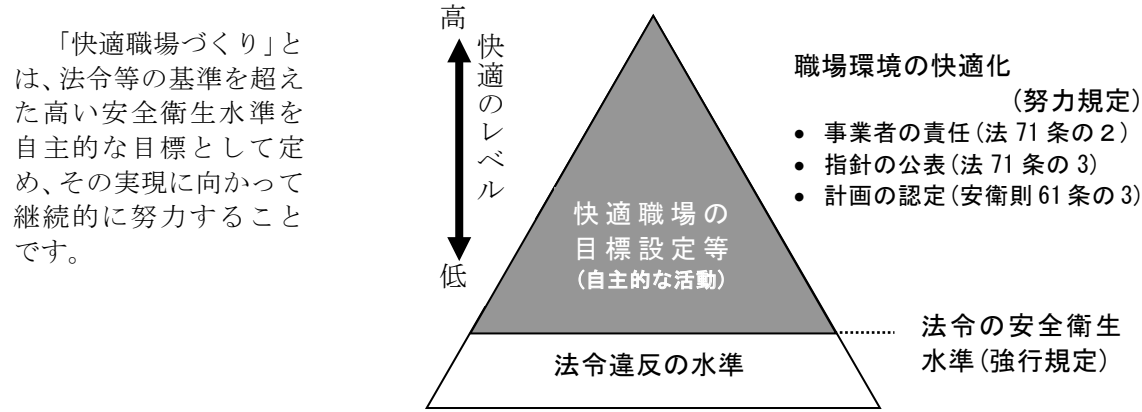 「快適職場づくり」と
は、法令等の基準を超え
た高い安全衛生水準を
自主的な目標として定
め、その実現に向かって
継続的に努力すること
です。
高
快適のレベル
低
快適職場の
目標設定等
(自主的な活動)
法令違反の水準
職場環境の快適化
(努力規定)
• 事業者の責任(法 71 条の２)
• 指針の公表(法 71 条の 3)
• 計画の認定(安衛則 61 条の 3)
法令の安全衛生
水準(強行規定)